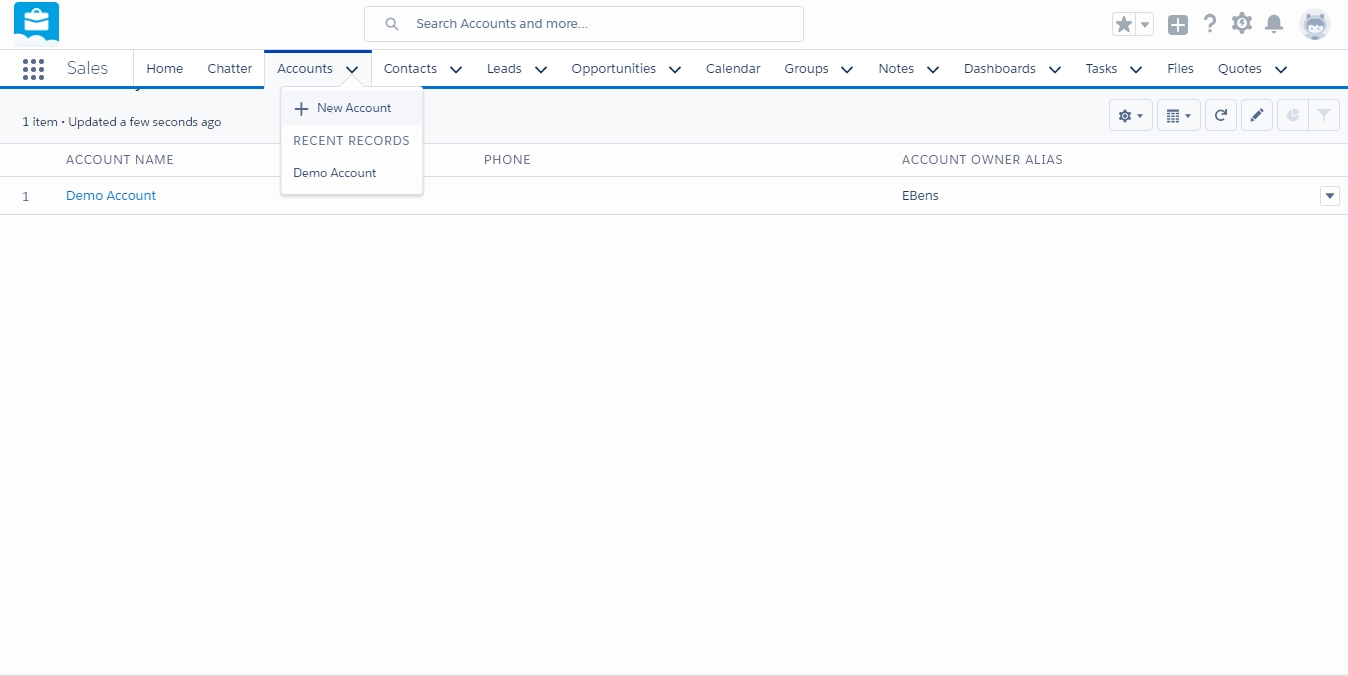 Search Accounts and more...
Sales Home Chatter Accounts Contacts Leads Opportunities Calendar Groups Notes Dashboards Tasks Files Quotes
New Account
1 item • Updated a few seconds ago
RECENT RECORDS
ACCOUNT NAME PHONE ACCOUNT OWNER ALIAS
Demo Account
1 Demo Account EBens